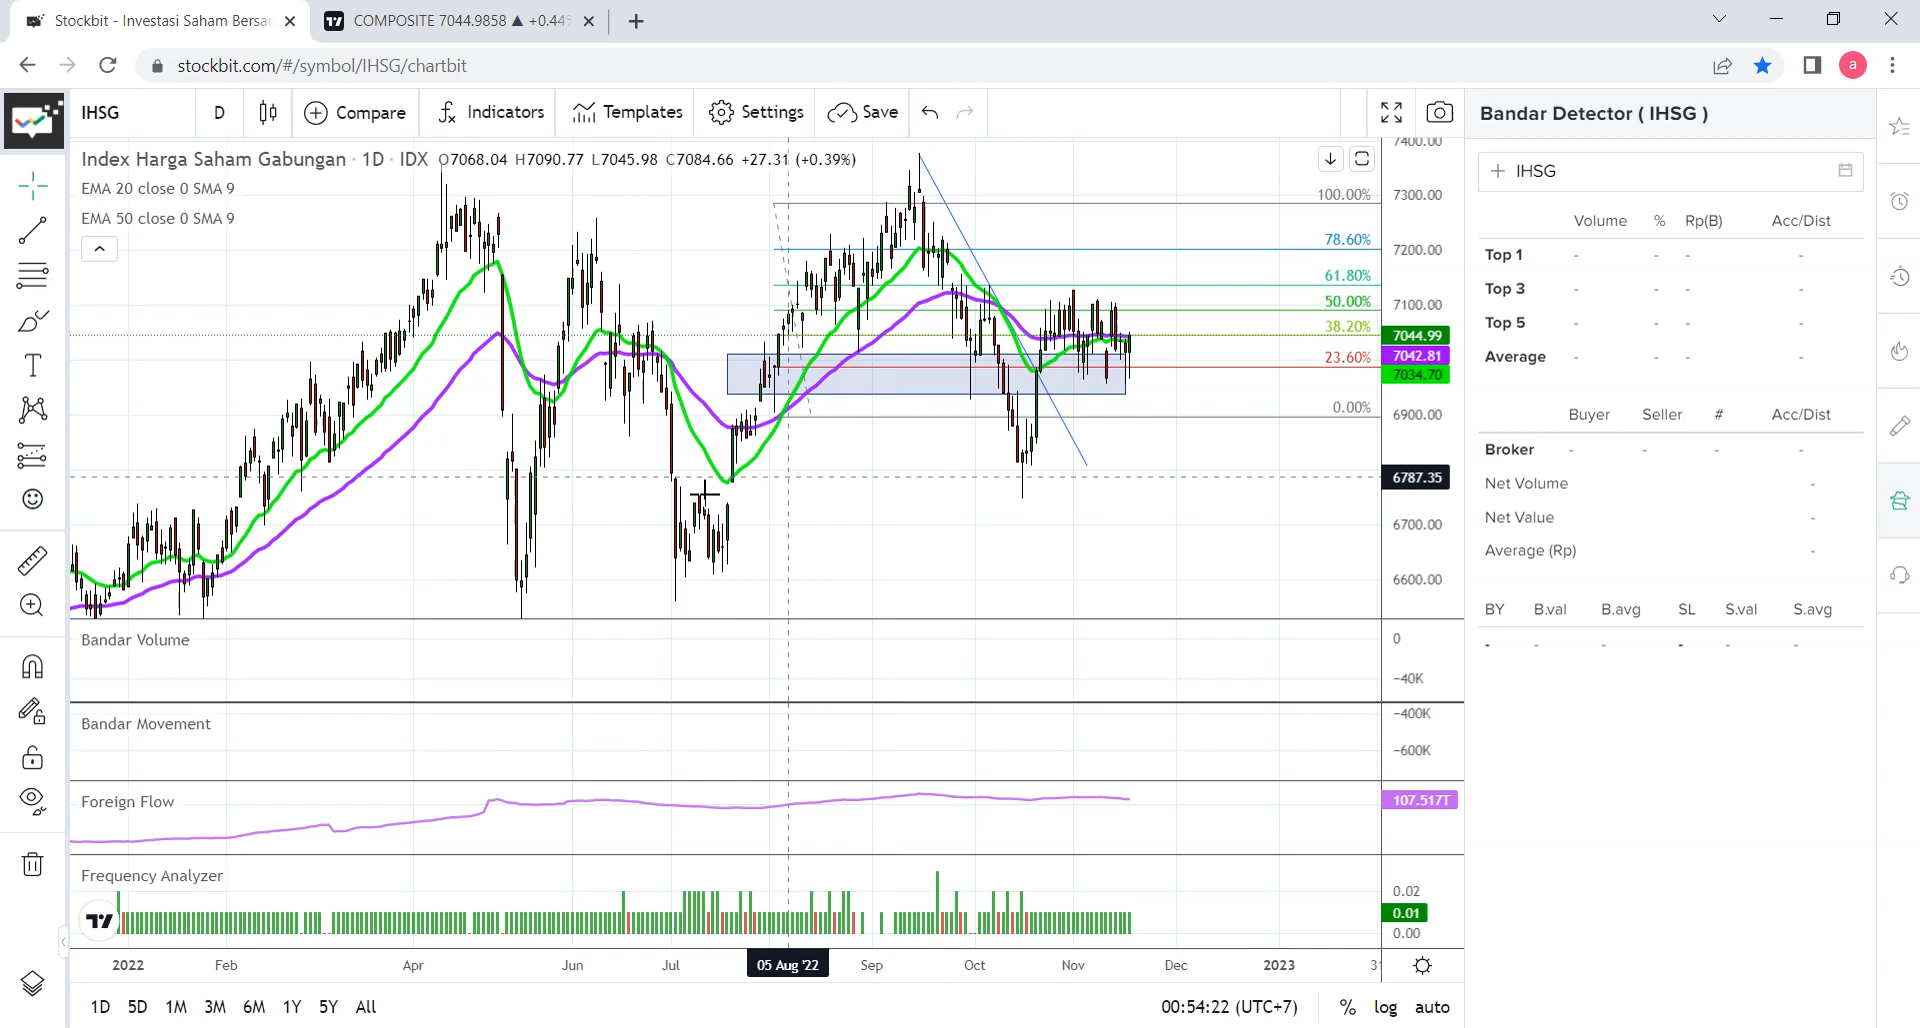 Stockbit - Investasi Saham Bersam
COMPOSITE 7044.9858 ▲ +0.44%
stockbit.com/#/symbol/IHSG/chartbit
a
IHSG
D
Compare
Indicators
Templates
Settings
Save
Bandar Detector ( IHSG )
Index Harga Saham Gabungan · 1D · IDX O7068.04 H7090.77 L7045.98 C7084.66 +27.31 (+0.39%)
EMA 20 close 0 SMA 9
EMA 50 close 0 SMA 9
100.00%
78.60%
61.80%
50.00%
38.20%
23.60%
0.00%
7400.00
7300.00
7200.00
7100.00
7044.99
7042.81
7034.70
6900.00
6787.35
6700.00
6600.00
IHSG
Volume % Rp(B) Acc/Dist
Top 1 - - - -
Top 3 - - - -
Top 5 - - - -
Average - - - -
Buyer Seller # Acc/Dist
Broker - - - -
Net Volume -
Net Value -
Average (Rp) -
BY B.val B.avg SL S.val S.avg
- - - - - -
Bandar Volume
0
-40K
Bandar Movement
-400K
-600K
Foreign Flow
107.517T
Frequency Analyzer
0.02
0.01
0.00
2022 Feb Apr Jun Jul 05 Aug '22 Sep Oct Nov Dec 2023 31
1D 5D 1M 3M 6M 1Y 5Y All
00:54:22 (UTC+7)
% log auto